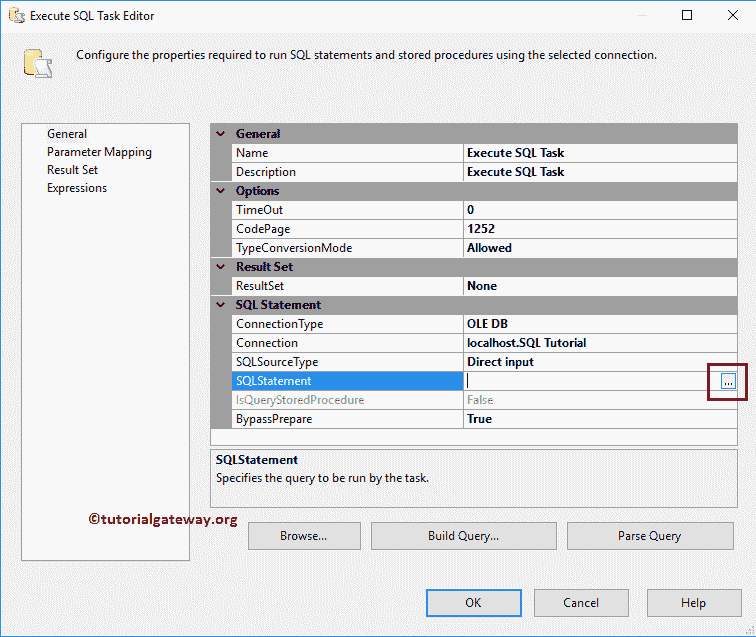 Execute SQL Task Editor
Configure the properties required to run SQL statements and stored procedures using the selected connection.
General
Parameter Mapping
Result Set
Expressions
General
Name Execute SQL Task
Description Execute SQL Task
Options
TimeOut 0
CodePage 1252
TypeConversionMode Allowed
Result Set
ResultSet None
SQL Statement
ConnectionType OLE DB
Connection localhost.SQL Tutorial
SQLSourceType Direct input
SQLStatement ...
IsQueryStoredProcedure False
BypassPrepare True
SQLStatement
Specifies the query to be run by the task.
©tutorialgateway.org
Browse... Build Query... Parse Query
OK Cancel Help